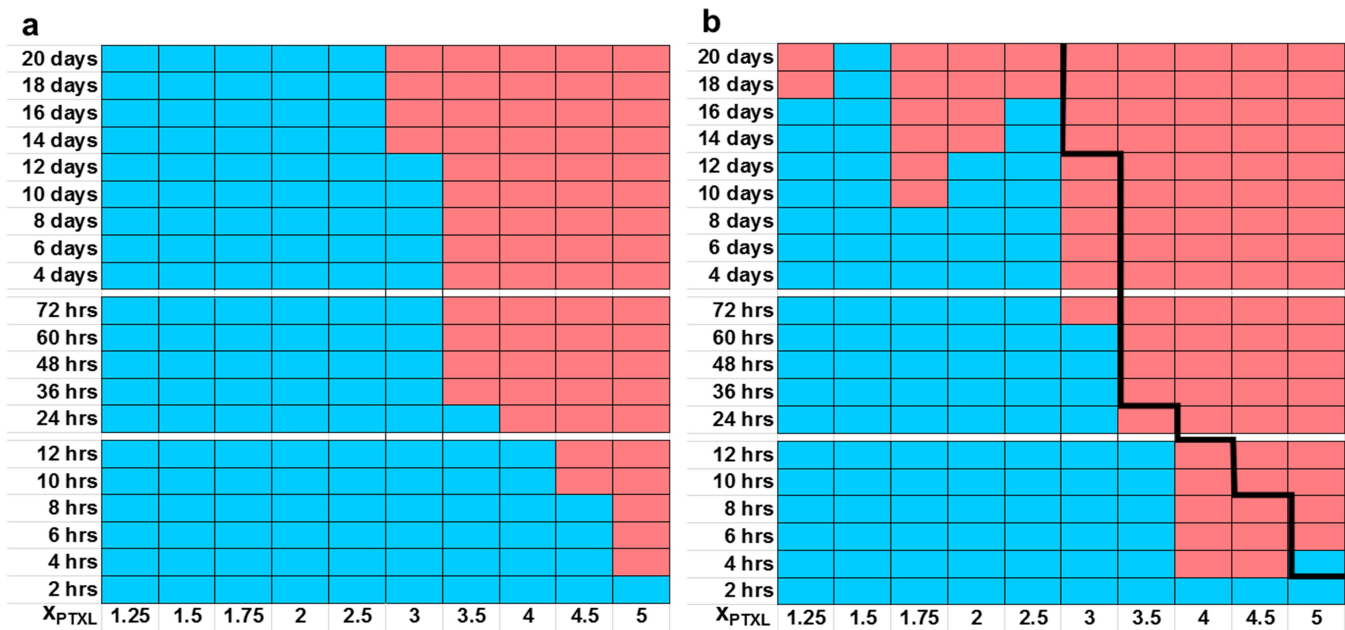 a
20 days
18 days
16 days
14 days
12 days
10 days
8 days
6 days
4 days
72 hrs
60 hrs
48 hrs
36 hrs
24 hrs
12 hrs
10 hrs
8 hrs
6 hrs
4 hrs
2 hrs
XPTXL 1.25 1.5 1.75 2 2.5 3 3.5 4 4.5 5
b
20 days
18 days
16 days
14 days
12 days
10 days
8 days
6 days
4 days
72 hrs
60 hrs
48 hrs
36 hrs
24 hrs
12 hrs
10 hrs
8 hrs
6 hrs
4 hrs
2 hrs
XPTXL 1.25 1.5 1.75 2 2.5 3 3.5 4 4.5 5